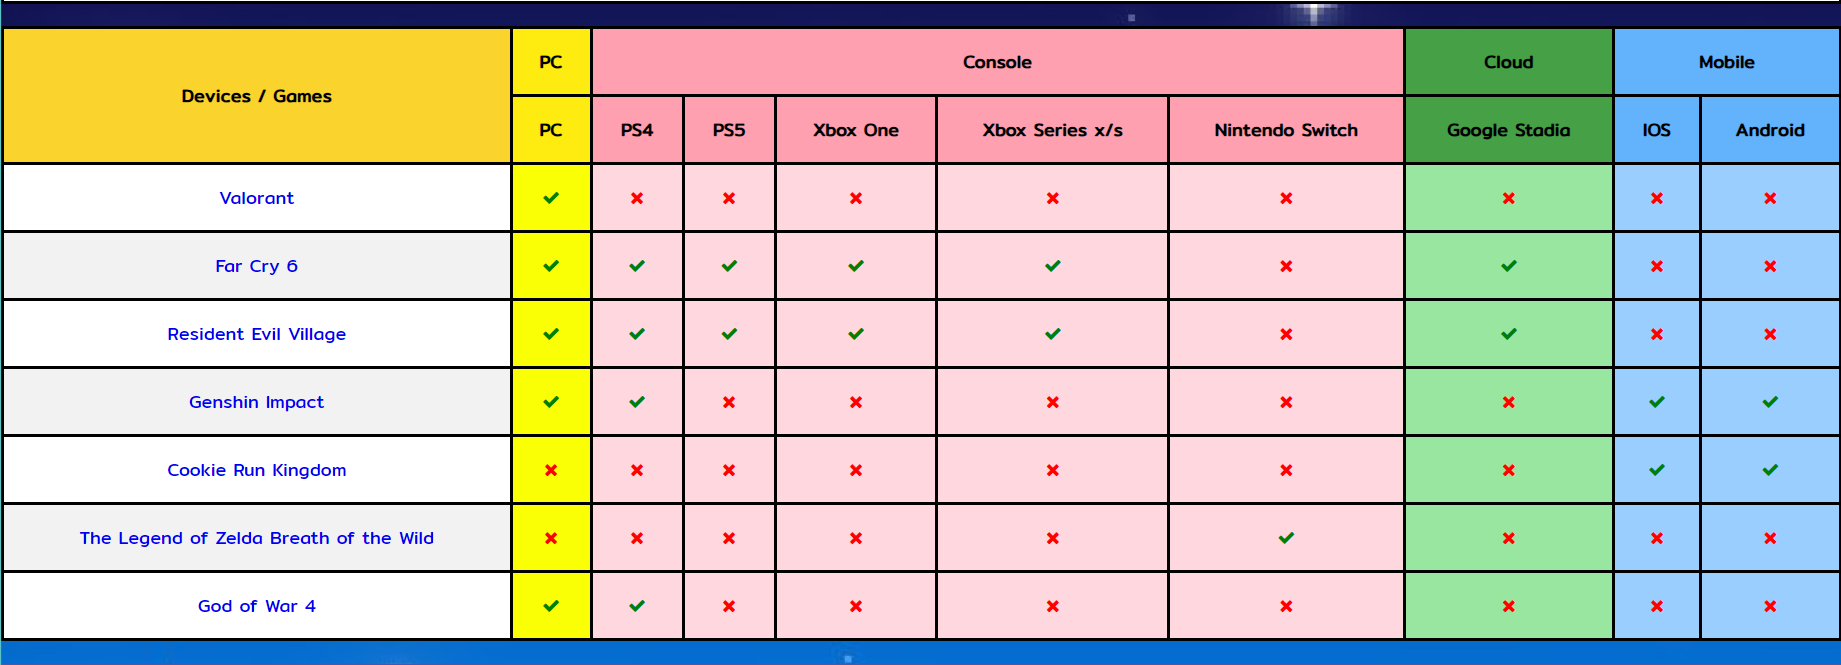 Devices / Games PC Console Cloud Mobile
PC PS4 PS5 Xbox One Xbox Series x/s Nintendo Switch Google Stadia IOS Android
Valorant ✔ ✖ ✖ ✖ ✖ ✖ ✖ ✖ ✖
Far Cry 6 ✔ ✔ ✔ ✔ ✔ ✖ ✔ ✖ ✖
Resident Evil Village ✔ ✔ ✔ ✔ ✔ ✖ ✔ ✖ ✖
Genshin Impact ✔ ✔ ✖ ✖ ✖ ✖ ✖ ✔ ✔
Cookie Run Kingdom ✖ ✖ ✖ ✖ ✖ ✖ ✖ ✔ ✔
The Legend of Zelda Breath of the Wild ✖ ✖ ✖ ✖ ✖ ✔ ✖ ✖ ✖
God of War 4 ✔ ✔ ✖ ✖ ✖ ✖ ✖ ✖ ✖